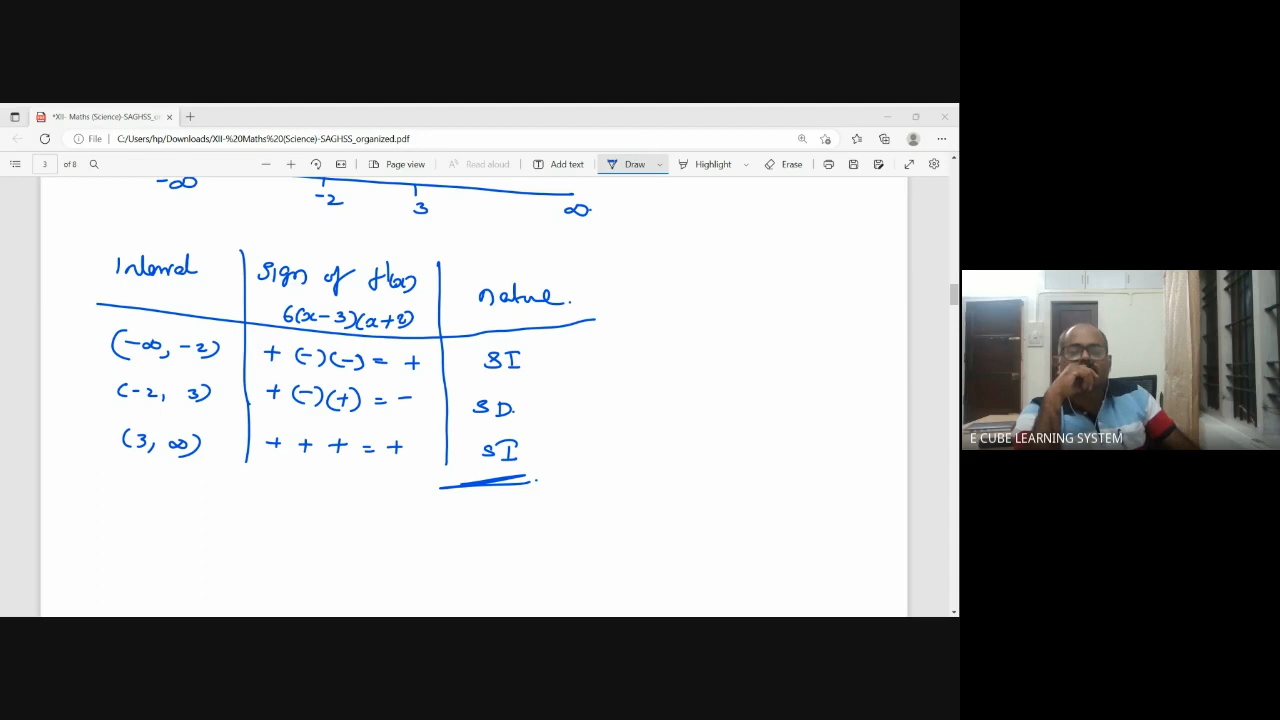 *XII- Maths (Science)-SAGHSS_or
File | C:/Users/hp/Downloads/XII-%20Maths%20(Science)-SAGHSS_organized.pdf
3 of 8 Page view Read aloud Add text Draw Highlight Erase
-∞ -2 3 ∞.
Interval Sign of f'(x) nature.
6(x-3)(x+2)
(-∞, -2) + (-)(-) = + SI
(-2, 3) + (-)(+) = - SD.
(3, ∞) + + + = + SI
E CUBE LEARNING SYSTEM